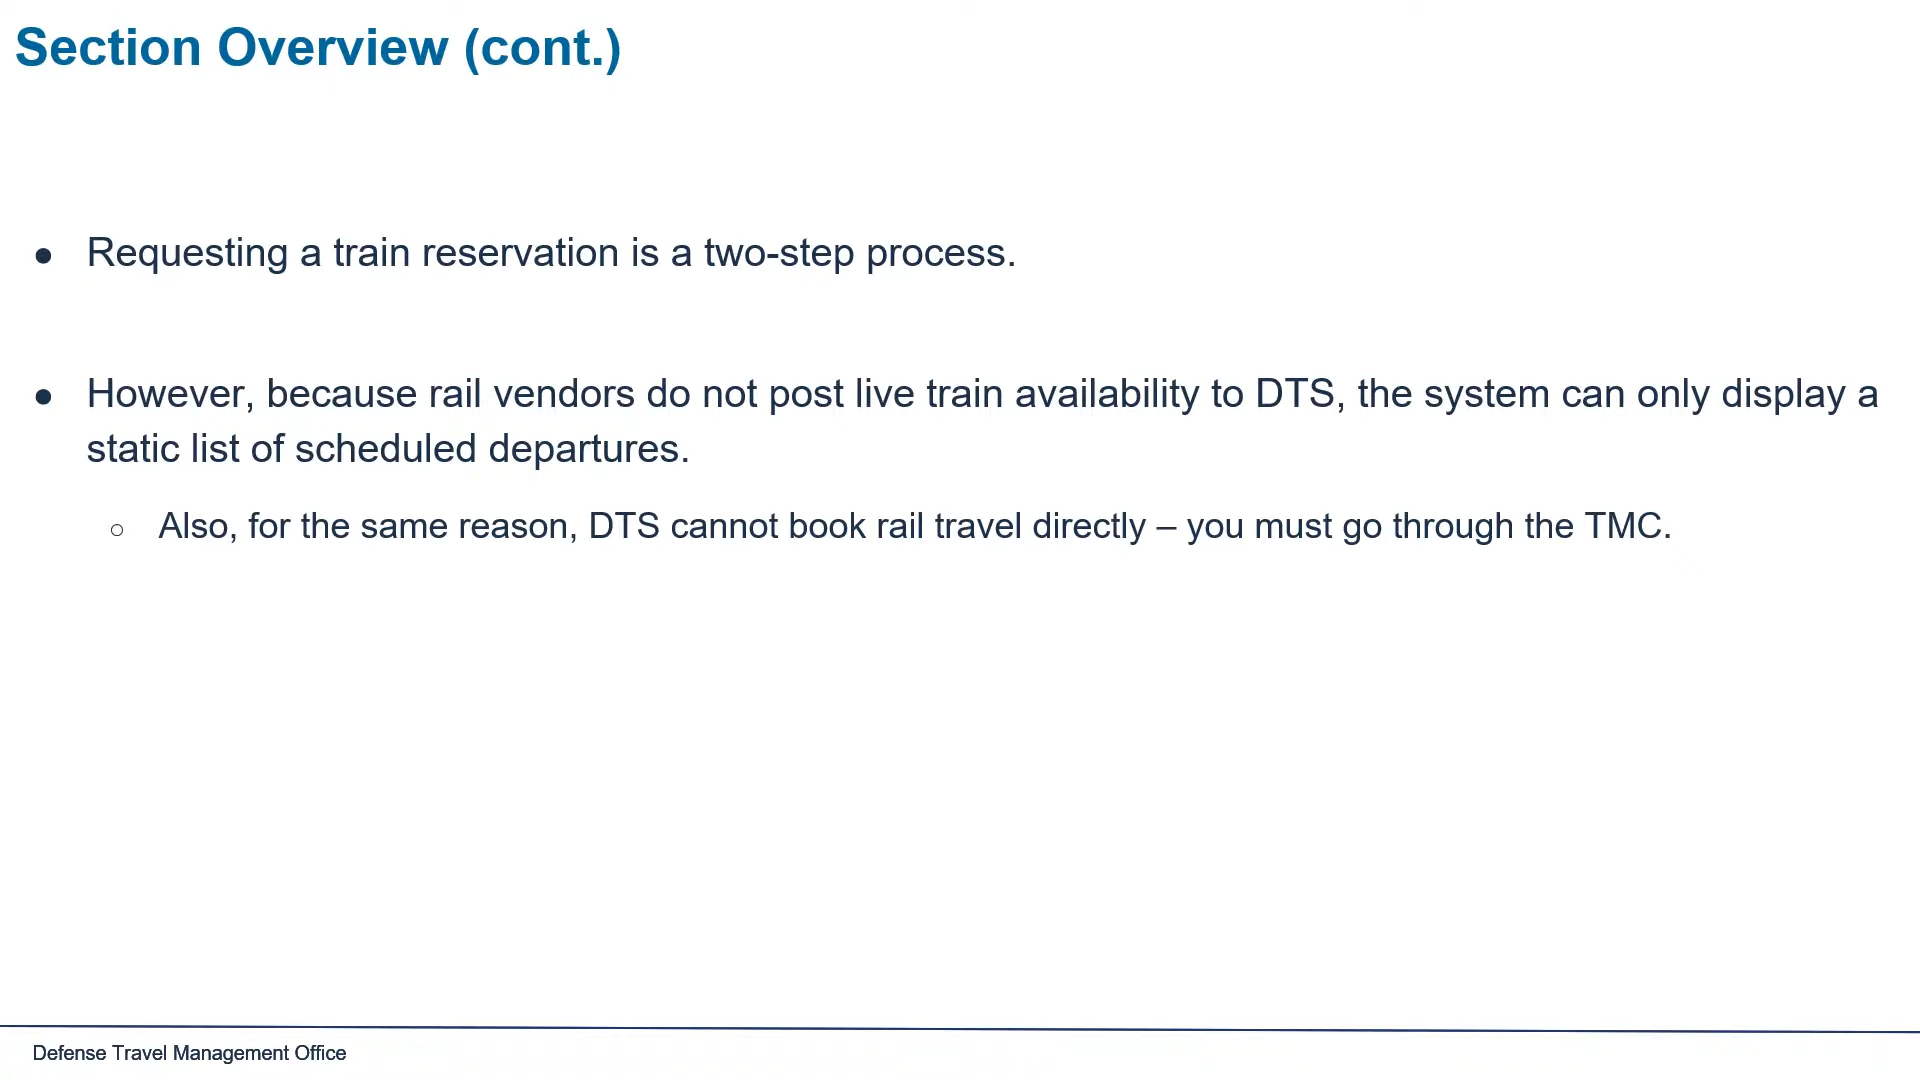 Section Overview (cont.)
● Requesting a train reservation is a two-step process.
● However, because rail vendors do not post live train availability to DTS, the system can only display a
static list of scheduled departures.
○ Also, for the same reason, DTS cannot book rail travel directly – you must go through the TMC.
Defense Travel Management Office